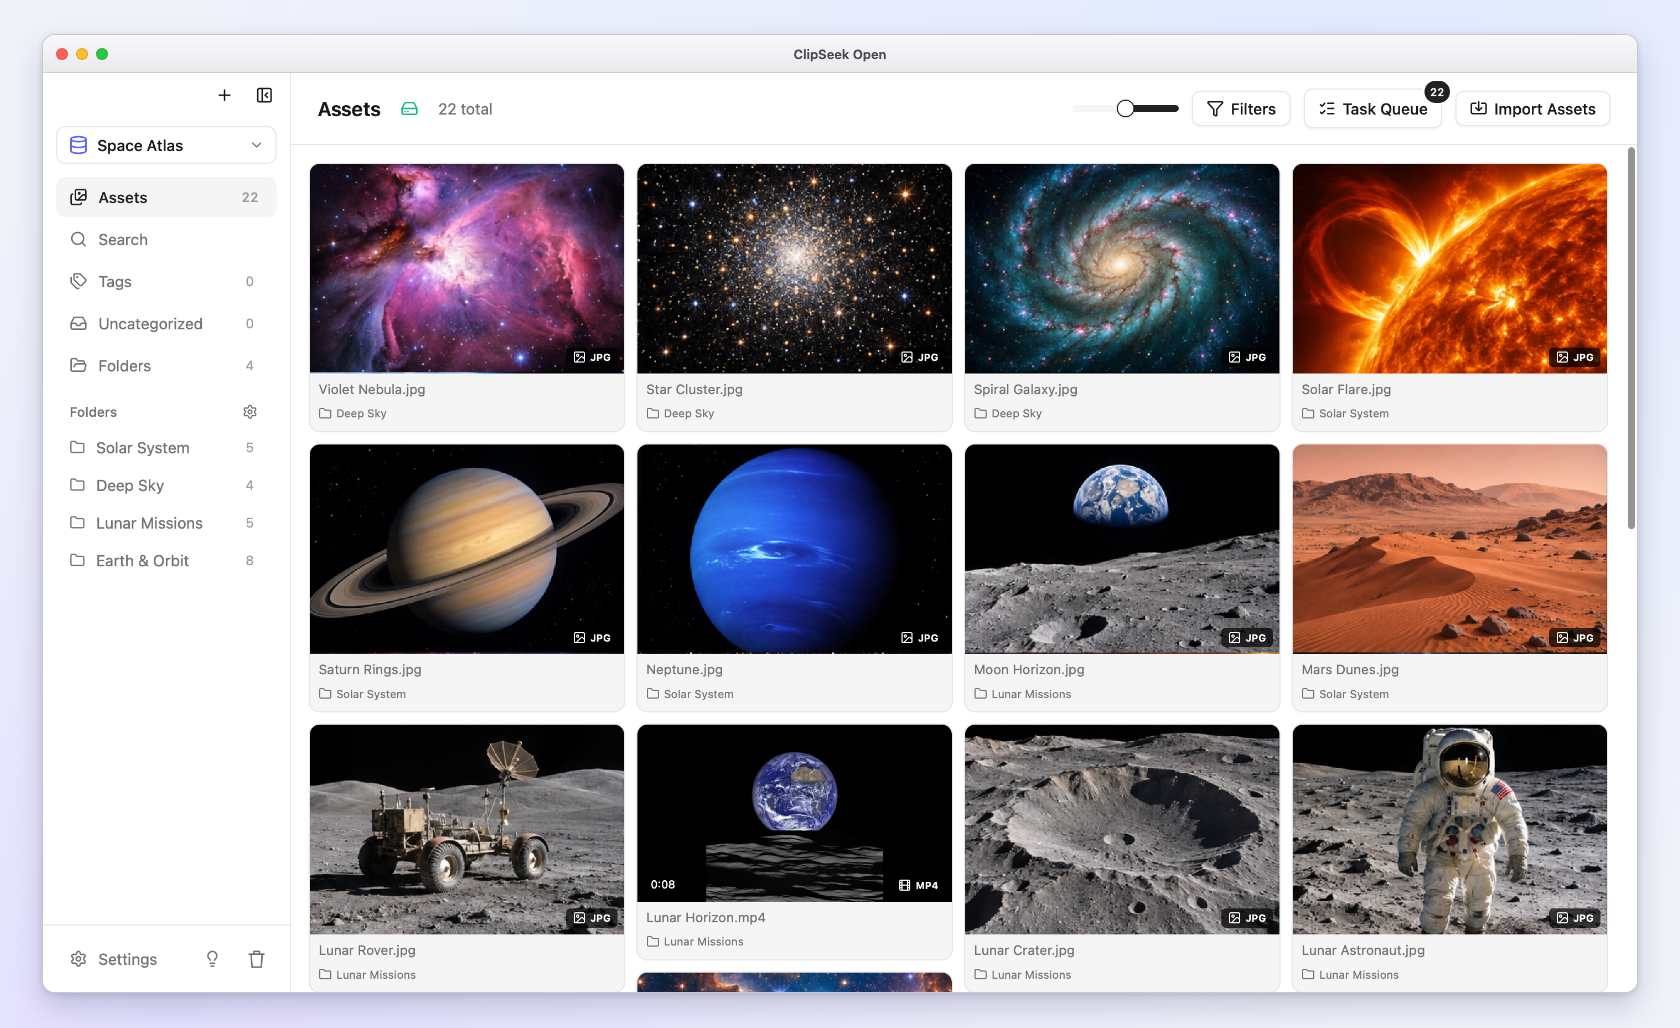 ClipSeek Open
Space Atlas
Assets 22
Search
Tags 0
Uncategorized 0
Folders 4
Folders
Solar System 5
Deep Sky 4
Lunar Missions 5
Earth & Orbit 8
Settings
Assets 22 total
Filters
Task Queue 22
Import Assets
JPG
Violet Nebula.jpg
Deep Sky
JPG
Star Cluster.jpg
Deep Sky
JPG
Spiral Galaxy.jpg
Deep Sky
JPG
Solar Flare.jpg
Solar System
JPG
Saturn Rings.jpg
Solar System
JPG
Neptune.jpg
Solar System
JPG
Moon Horizon.jpg
Lunar Missions
JPG
Mars Dunes.jpg
Solar System
JPG
Lunar Rover.jpg
Lunar Missions
0:08 MP4
Lunar Horizon.mp4
Lunar Missions
JPG
Lunar Crater.jpg
Lunar Missions
JPG
Lunar Astronaut.jpg
Lunar Missions